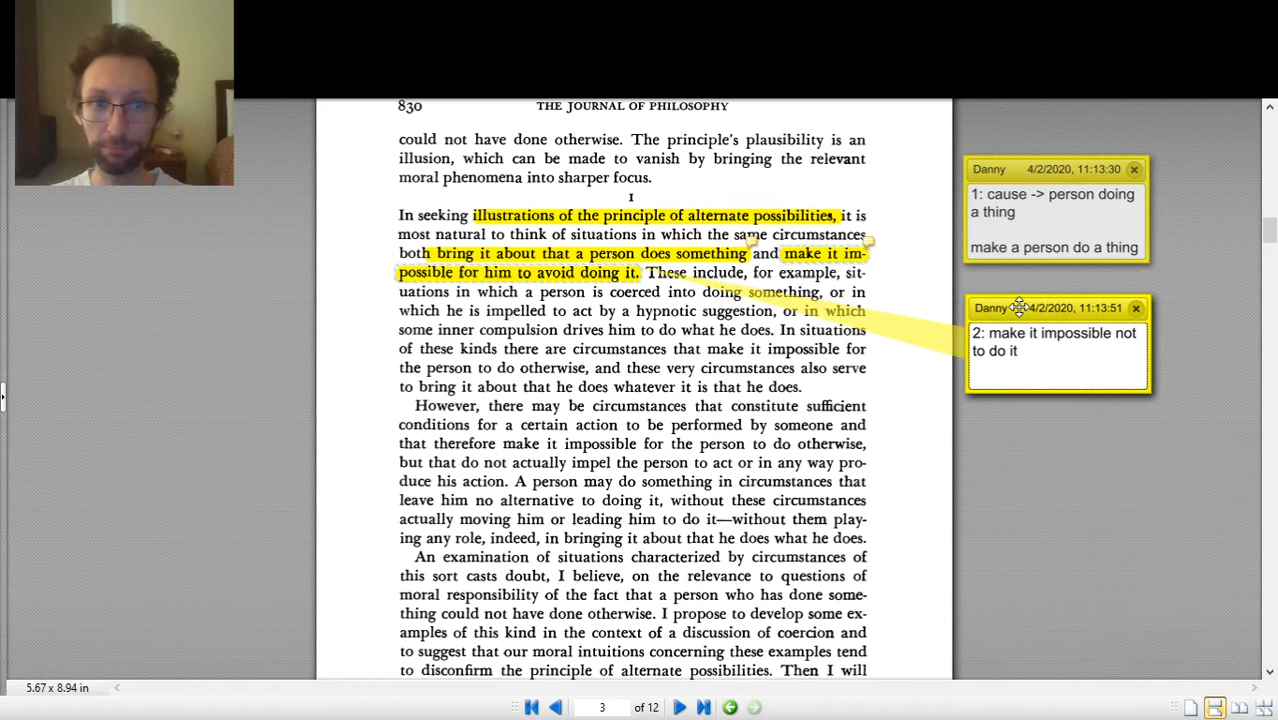 830 THE JOURNAL OF PHILOSOPHY
could not have done otherwise. The principle's plausibility is an
illusion, which can be made to vanish by bringing the relevant
moral phenomena into sharper focus.
I
In seeking illustrations of the principle of alternate possibilities, it is
most natural to think of situations in which the same circumstances
both bring it about that a person does something and make it im-
possible for him to avoid doing it. These include, for example, sit-
uations in which a person is coerced into doing something, or in
which he is impelled to act by a hypnotic suggestion, or in which
some inner compulsion drives him to do what he does. In situations
of these kinds there are circumstances that make it impossible for
the person to do otherwise, and these very circumstances also serve
to bring it about that he does whatever it is that he does.
However, there may be circumstances that constitute sufficient
conditions for a certain action to be performed by someone and
that therefore make it impossible for the person to do otherwise,
but that do not actually impel the person to act or in any way pro-
duce his action. A person may do something in circumstances that
leave him no alternative to doing it, without these circumstances
actually moving him or leading him to do it—without them play-
ing any role, indeed, in bringing it about that he does what he does.
An examination of situations characterized by circumstances of
this sort casts doubt, I believe, on the relevance to questions of
moral responsibility of the fact that a person who has done some-
thing could not have done otherwise. I propose to develop some ex-
amples of this kind in the context of a discussion of coercion and
to suggest that our moral intuitions concerning these examples tend
to disconfirm the principle of alternate possibilities. Then I will
Danny 4/2/2020, 11:13:30
1: cause -> person doing
a thing
make a person do a thing
Danny 4/2/2020, 11:13:51
2: make it impossible not
to do it
5.67 x 8.94 in
3 of 12